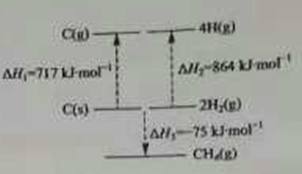 C(g) 4H(g)
ΔH₁=717 kJ·mol⁻¹ ΔH₂=864 kJ·mol⁻¹
C(s) 2H₂(g)
ΔH₃=-75 kJ·mol⁻¹
CH₄(g)